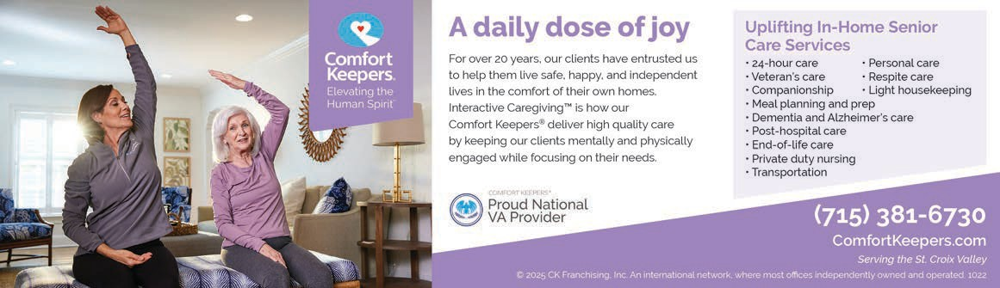 Comfort
Keepers®
Elevating the
Human Spirit℠
A daily dose of joy
For over 20 years, our clients have entrusted us
to help them live safe, happy, and independent
lives in the comfort of their own homes.
Interactive Caregiving™ is how our
Comfort Keepers® deliver high quality care
by keeping our clients mentally and physically
engaged while focusing on their needs.
COMFORT KEEPERS®
Proud National
VA Provider
Uplifting In-Home Senior
Care Services
• 24-hour care
• Veteran's care
• Companionship
• Meal planning and prep
• Dementia and Alzheimer's care
• Post-hospital care
• End-of-life care
• Private duty nursing
• Transportation
• Personal care
• Respite care
• Light housekeeping
(715) 381-6730
ComfortKeepers.com
Serving the St. Croix Valley
© 2025 CK Franchising, Inc. An international network, where most offices independently owned and operated. 1022